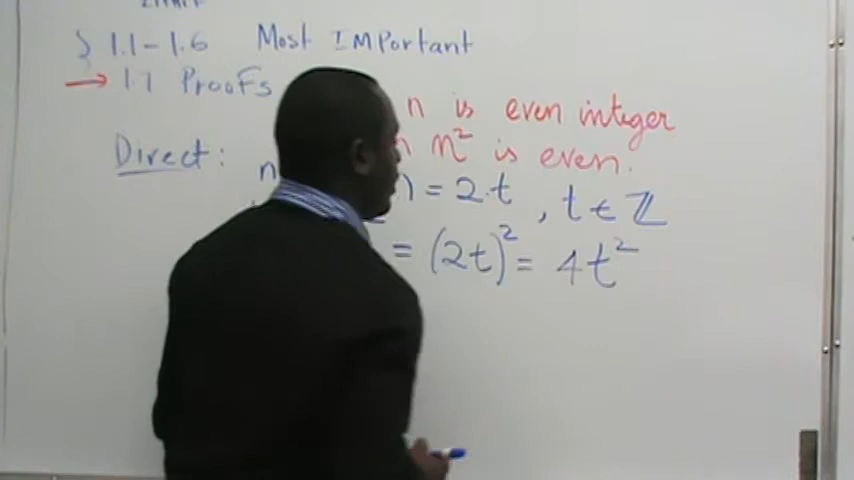 1.1 - 1.6 Most IMPortant
→ 1.7 ProoFs
n is even integer
n² is even.
Direct: n = 2·t , t ∈ ℤ
= (2t)² = 4t²